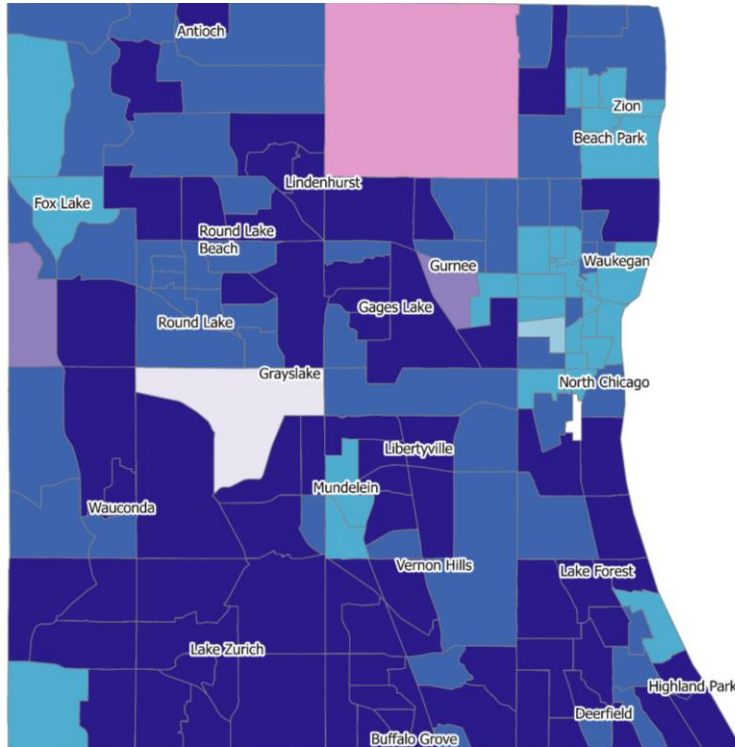 Antioch
Zion
Beach Park
Lindenhurst
Fox Lake
Round Lake
Beach
Gurnee
Waukegan
Gages Lake
Round Lake
Grayslake
North Chicago
Libertyville
Mundelein
Wauconda
Vernon Hills
Lake Forest
Lake Zurich
Highland Park
Deerfield
Buffalo Grove